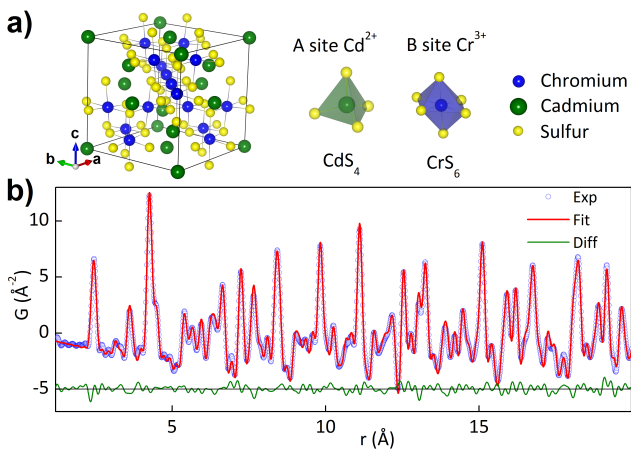 a)
A site Cd²⁺ B site Cr³⁺
Chromium
Cadmium
Sulfur
CdS₄ CrS₆
c
b a
b)
10
5
0
-5
G (Å⁻²)
Exp
Fit
Diff
5 10 15
r (Å)